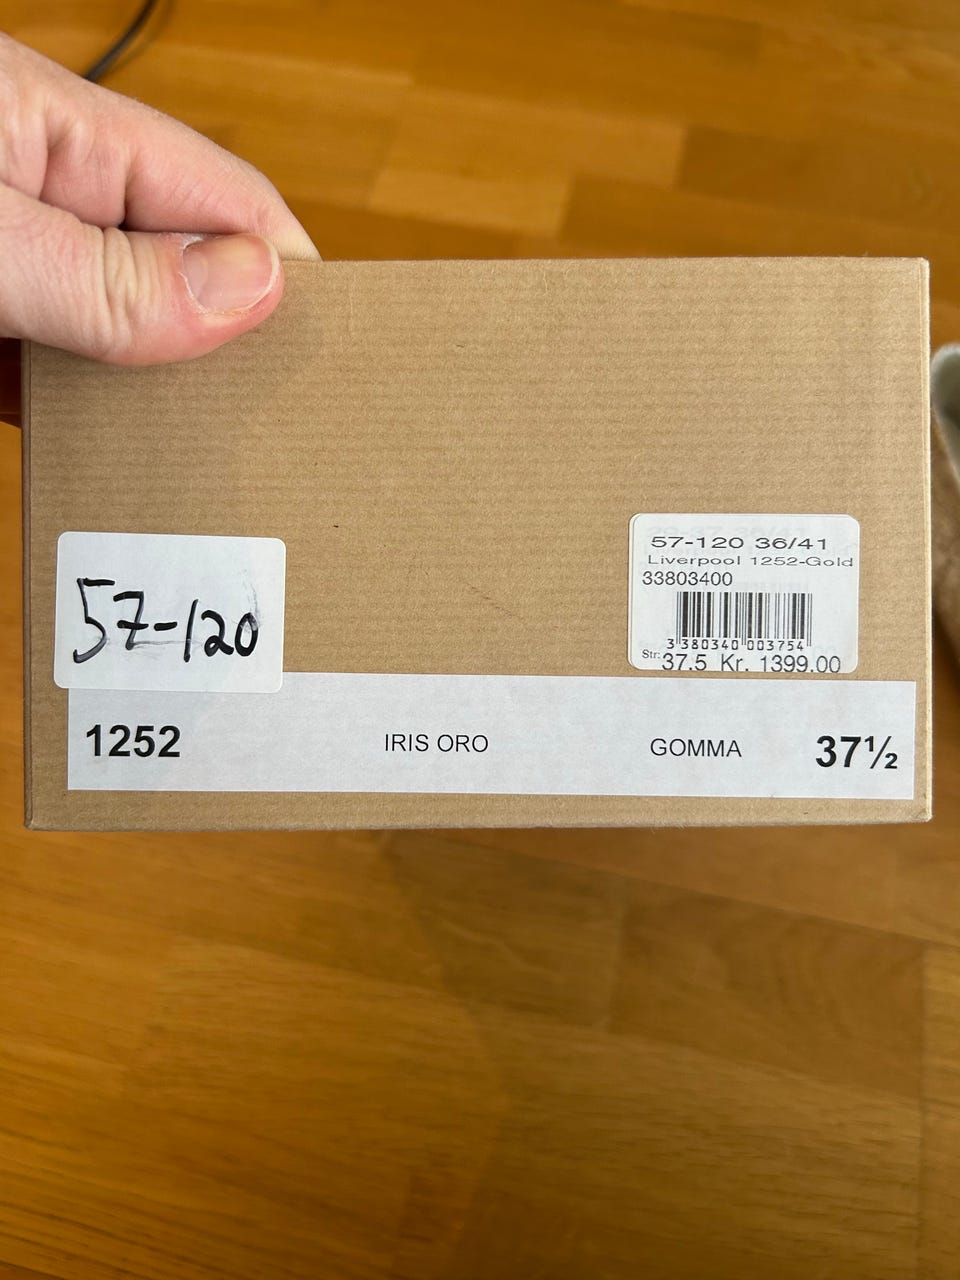 57-120 36/41
Liverpool 1252-Gold
33803400
3 380340 003754
Str: 37.5 Kr. 1399.00
57-120
1252 IRIS ORO GOMMA 37½